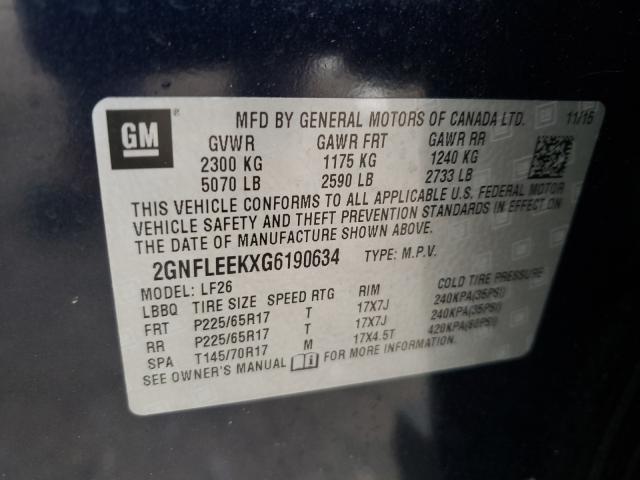 GM ®
MFD BY GENERAL MOTORS OF CANADA LTD. 11/15
GVWR GAWR FRT GAWR RR
2300 KG 1175 KG 1240 KG
5070 LB 2590 LB 2733 LB
THIS VEHICLE CONFORMS TO ALL APPLICABLE U.S. FEDERAL MOTOR
VEHICLE SAFETY AND THEFT PREVENTION STANDARDS IN EFFECT ON
THE DATE OF MANUFACTURE SHOWN ABOVE.
2GNFLEEKXG6190634 TYPE: M.P.V.
MODEL: LF26
LBBQ TIRE SIZE SPEED RTG RIM COLD TIRE PRESSURE
FRT P225/65R17 T 17X7J 240KPA(35PSI)
RR P225/65R17 T 17X7J 240KPA(35PSI)
SPA T145/70R17 M 17X4.5T 420KPA(60PSI)
SEE OWNER'S MANUAL i FOR MORE INFORMATION.